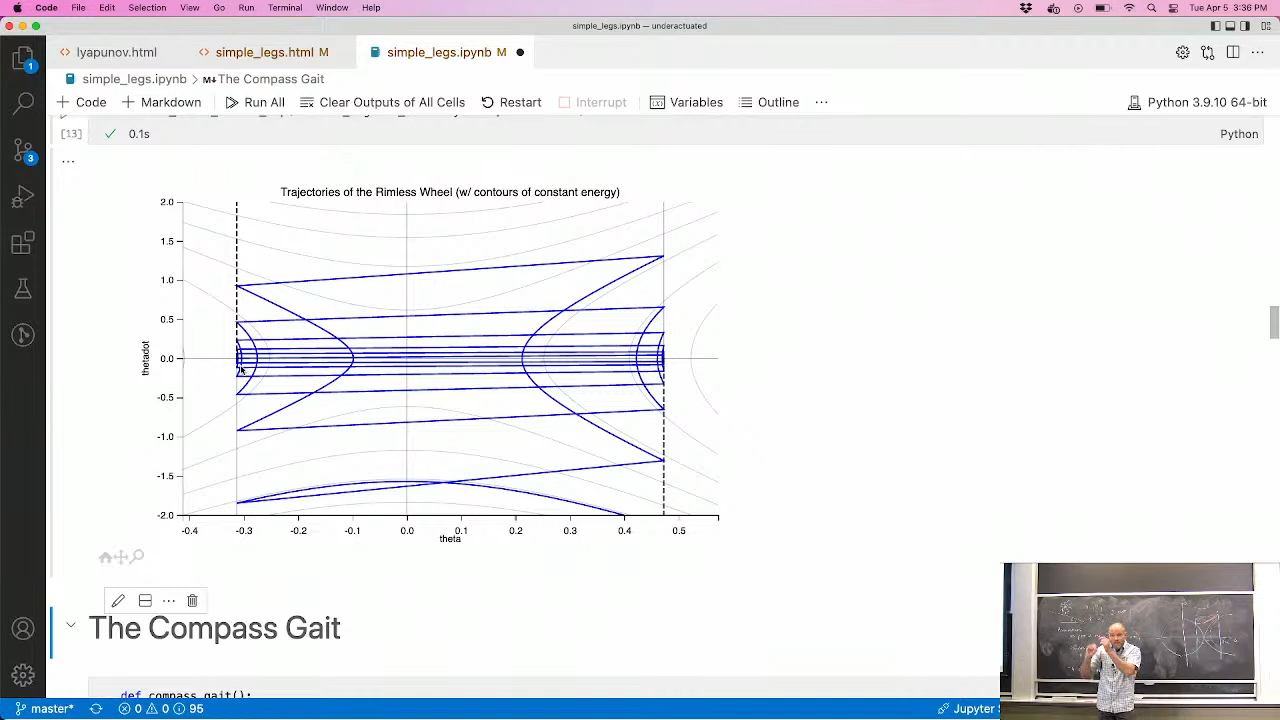 Code File Edit Selection View Go Run Terminal Window Help Tue Apr 5 3:36 PM
simple_legs.ipynb — underactuated
lyapunov.html simple_legs.html M simple_legs.ipynb M
simple_legs.ipynb > M↓ The Compass Gait
Code Markdown Run All Clear Outputs of All Cells Restart Interrupt Variables Outline ... Python 3.9.10 64-bit
[13] 0.1s Python
...
Trajectories of the Rimless Wheel (w/ contours of constant energy)
2.0
1.5
1.0
0.5
0.0
-0.5
-1.0
-1.5
-2.0
thetadot
-0.4 -0.3 -0.2 -0.1 0.0 0.1 0.2 0.3 0.4 0.5
theta
The Compass Gait
def compass_gait():
1
3
master* 0 0 95 Jupyter S